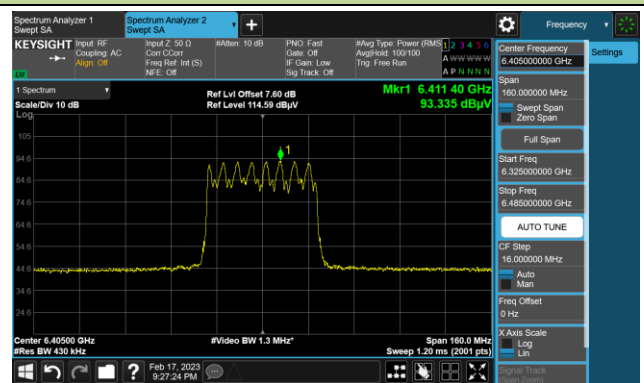 Spectrum Analyzer 1
Swept SA
Spectrum Analyzer 2
Swept SA
Frequency
KEYSIGHT
Input: RF
Coupling: AC
Align: Off
Input Z: 50 Ω
Corr CCorr
Freq Ref: Int (S)
NFE: Off
#Atten: 10 dB
PNO: Fast
Gate: Off
IF Gain: Low
Sig Track: Off
#Avg Type: Power (RMS
Avg|Hold: 100/100
Trig: Free Run
1 2 3 4 5 6
A W W W W W
A P N N N N
LW
1 Spectrum
Scale/Div 10 dB
Log
Ref Lvl Offset 7.60 dB
Ref Level 114.59 dBµV
Mkr1 6.411 40 GHz
93.335 dBµV
1
105
94.6
84.6
74.6
64.6
54.6
44.6
34.6
24.6
Center 6.40500 GHz
#Res BW 430 kHz
#Video BW 1.3 MHz*
Span 160.0 MHz
Sweep 1.20 ms (2001 pts)
Center Frequency
6.405000000 GHz
Settings
Span
160.000000 MHz
Swept Span
Zero Span
Full Span
Start Freq
6.325000000 GHz
Stop Freq
6.485000000 GHz
AUTO TUNE
CF Step
16.000000 MHz
Auto
Man
Freq Offset
0 Hz
X Axis Scale
Log
Lin
Signal Track
(Span Zoom)
?
Feb 17, 2023
9:27:24 PM